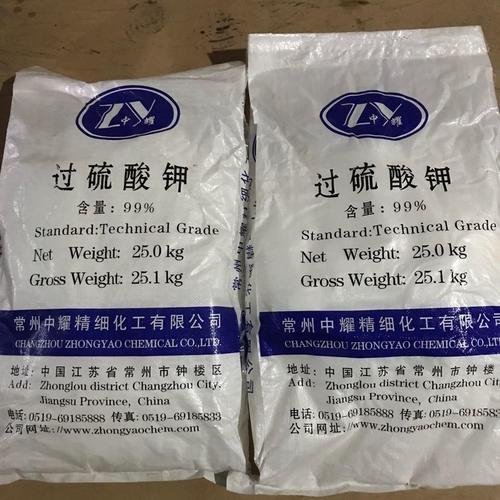 ZY
中耀
过硫酸钾
含量：99%
Standard:Technical Grade
Net Weight: 25.0 kg
Gross Weight: 25.1 kg
常州中耀精细化工有限公司
CHANGZHOU ZHONGYAO CHEMICAL CO.,LTD.
地址：中国江苏省常州市钟楼区
Add: Zhonglou district Changzhou City,
Jiangsu Province, China
电话: 0519-69185888 传真: 0519-69185833
公司网址://www.zhongyaochem.com
ZY
中耀
过硫酸钾
含量：99%
Standard:Technical Grade
Net Weight: 25.0 kg
Gross Weight: 25.1 kg
常州中耀精细化工有限公司
CHANGZHOU ZHONGYAO CHEMICAL CO.,LTD.
地址：中国江苏省常州市钟楼
Add: Zhonglou district Changzhou City
Jiangsu Province, China
电话: 0519-69185888 传真: 0519-6918
公司网址://www.zhongyaochem.com